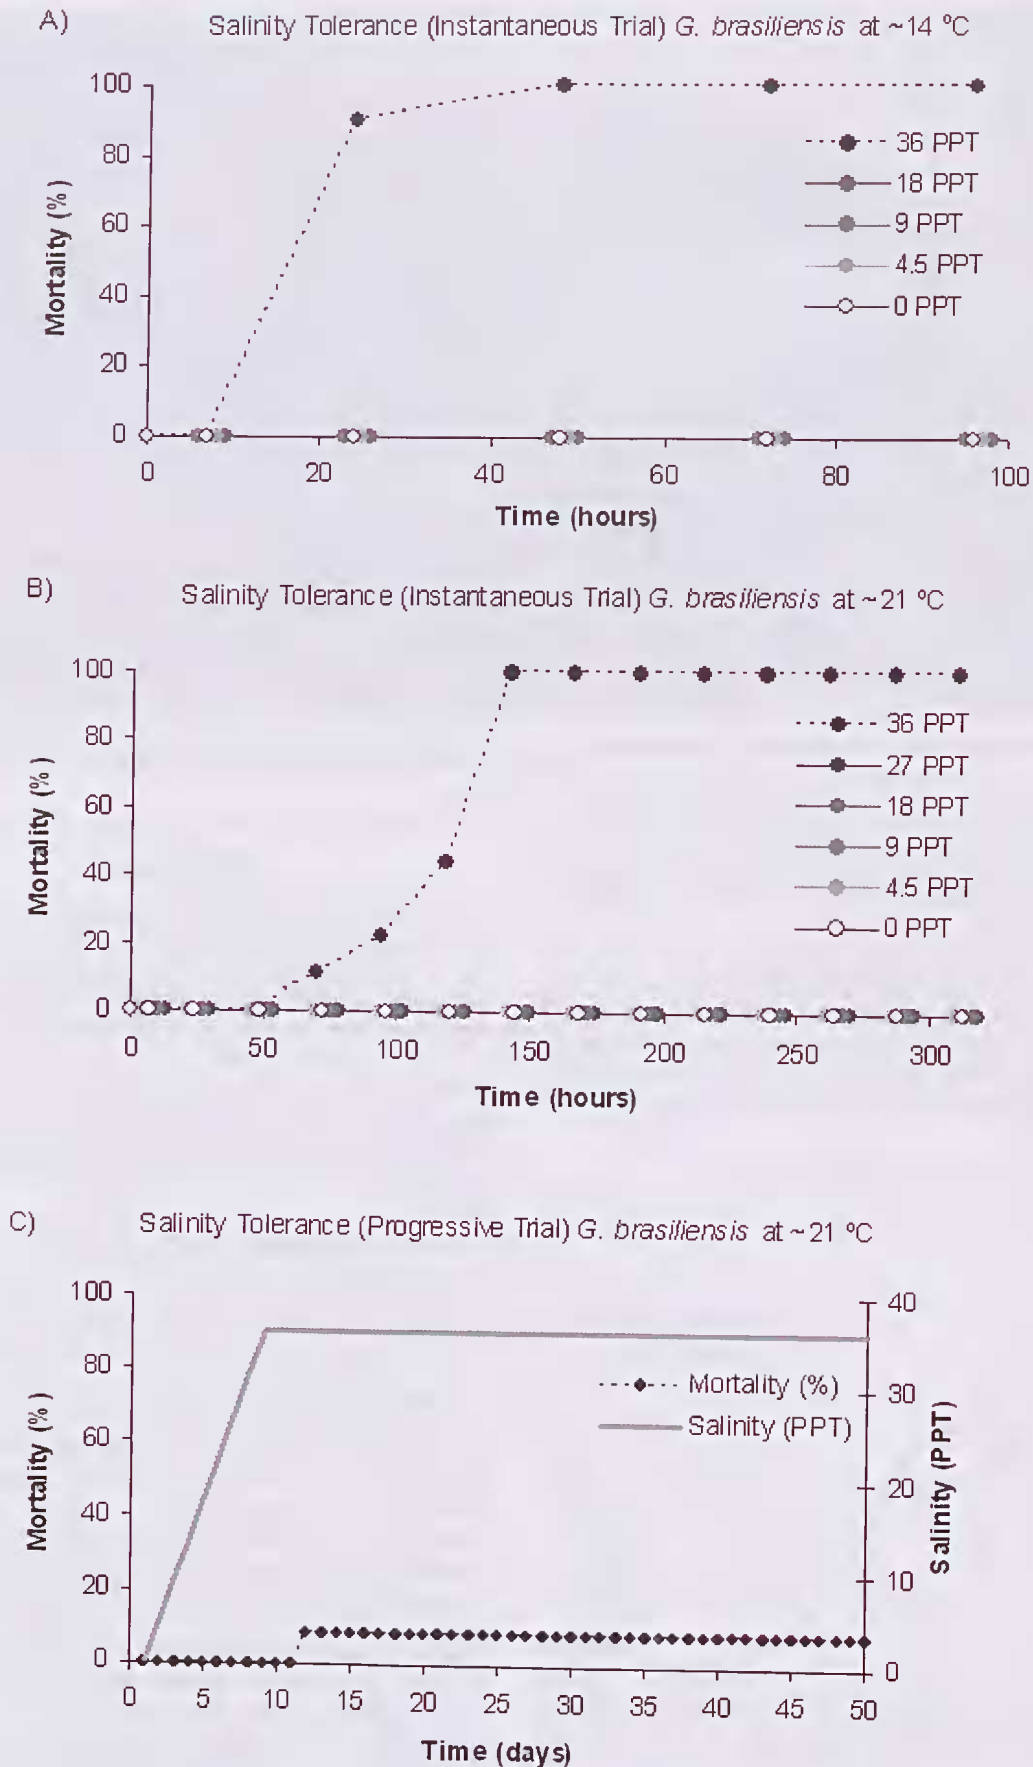 A)
Salinity Tolerance (Instantaneous Trial) G. brasiliensis at ~14 ºC
100
80
60
40
20
0
Mortality (%)
36 PPT
18 PPT
9 PPT
4.5 PPT
0 PPT
0 20 40 60 80 100
Time (hours)
B)
Salinity Tolerance (Instantaneous Trial) G. brasiliensis at ~21 ºC
100
80
60
40
20
0
Mortality (%)
36 PPT
27 PPT
18 PPT
9 PPT
4.5 PPT
0 PPT
0 50 100 150 200 250 300
Time (hours)
C)
Salinity Tolerance (Progressive Trial) G. brasiliensis at ~21 ºC
100
80
60
40
20
0
Mortality (%)
Mortality (%)
Salinity (PPT)
40
30
20
10
0
Salinity (PPT)
0 5 10 15 20 25 30 35 40 45 50
Time (days)